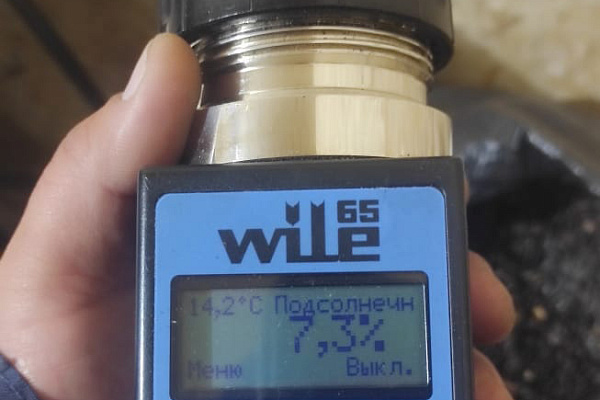 wile 65
14,2°C Подсолнечн
7,3%
Меню Выкл.